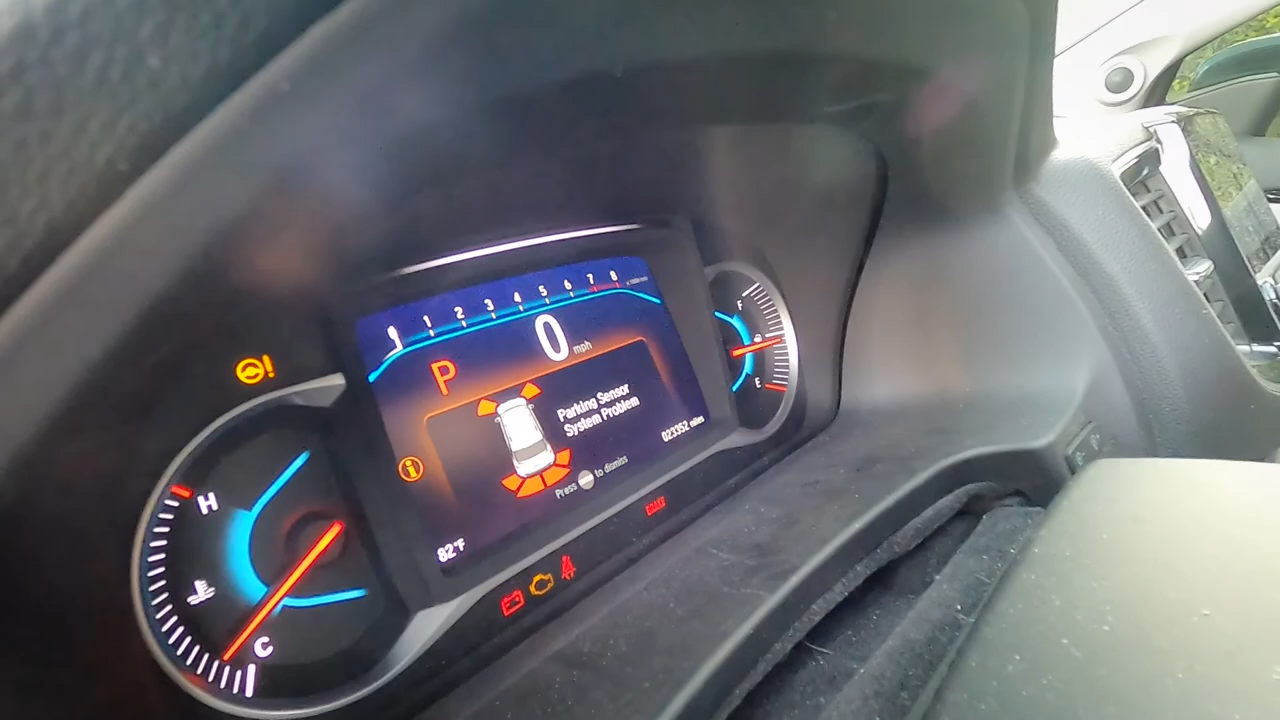 1 2 3 4 5 6 7 8
0 mph
P
Parking Sensor
System Problem
023352 miles
Press to dismiss
82°F
H
C
F
E
BRAKE